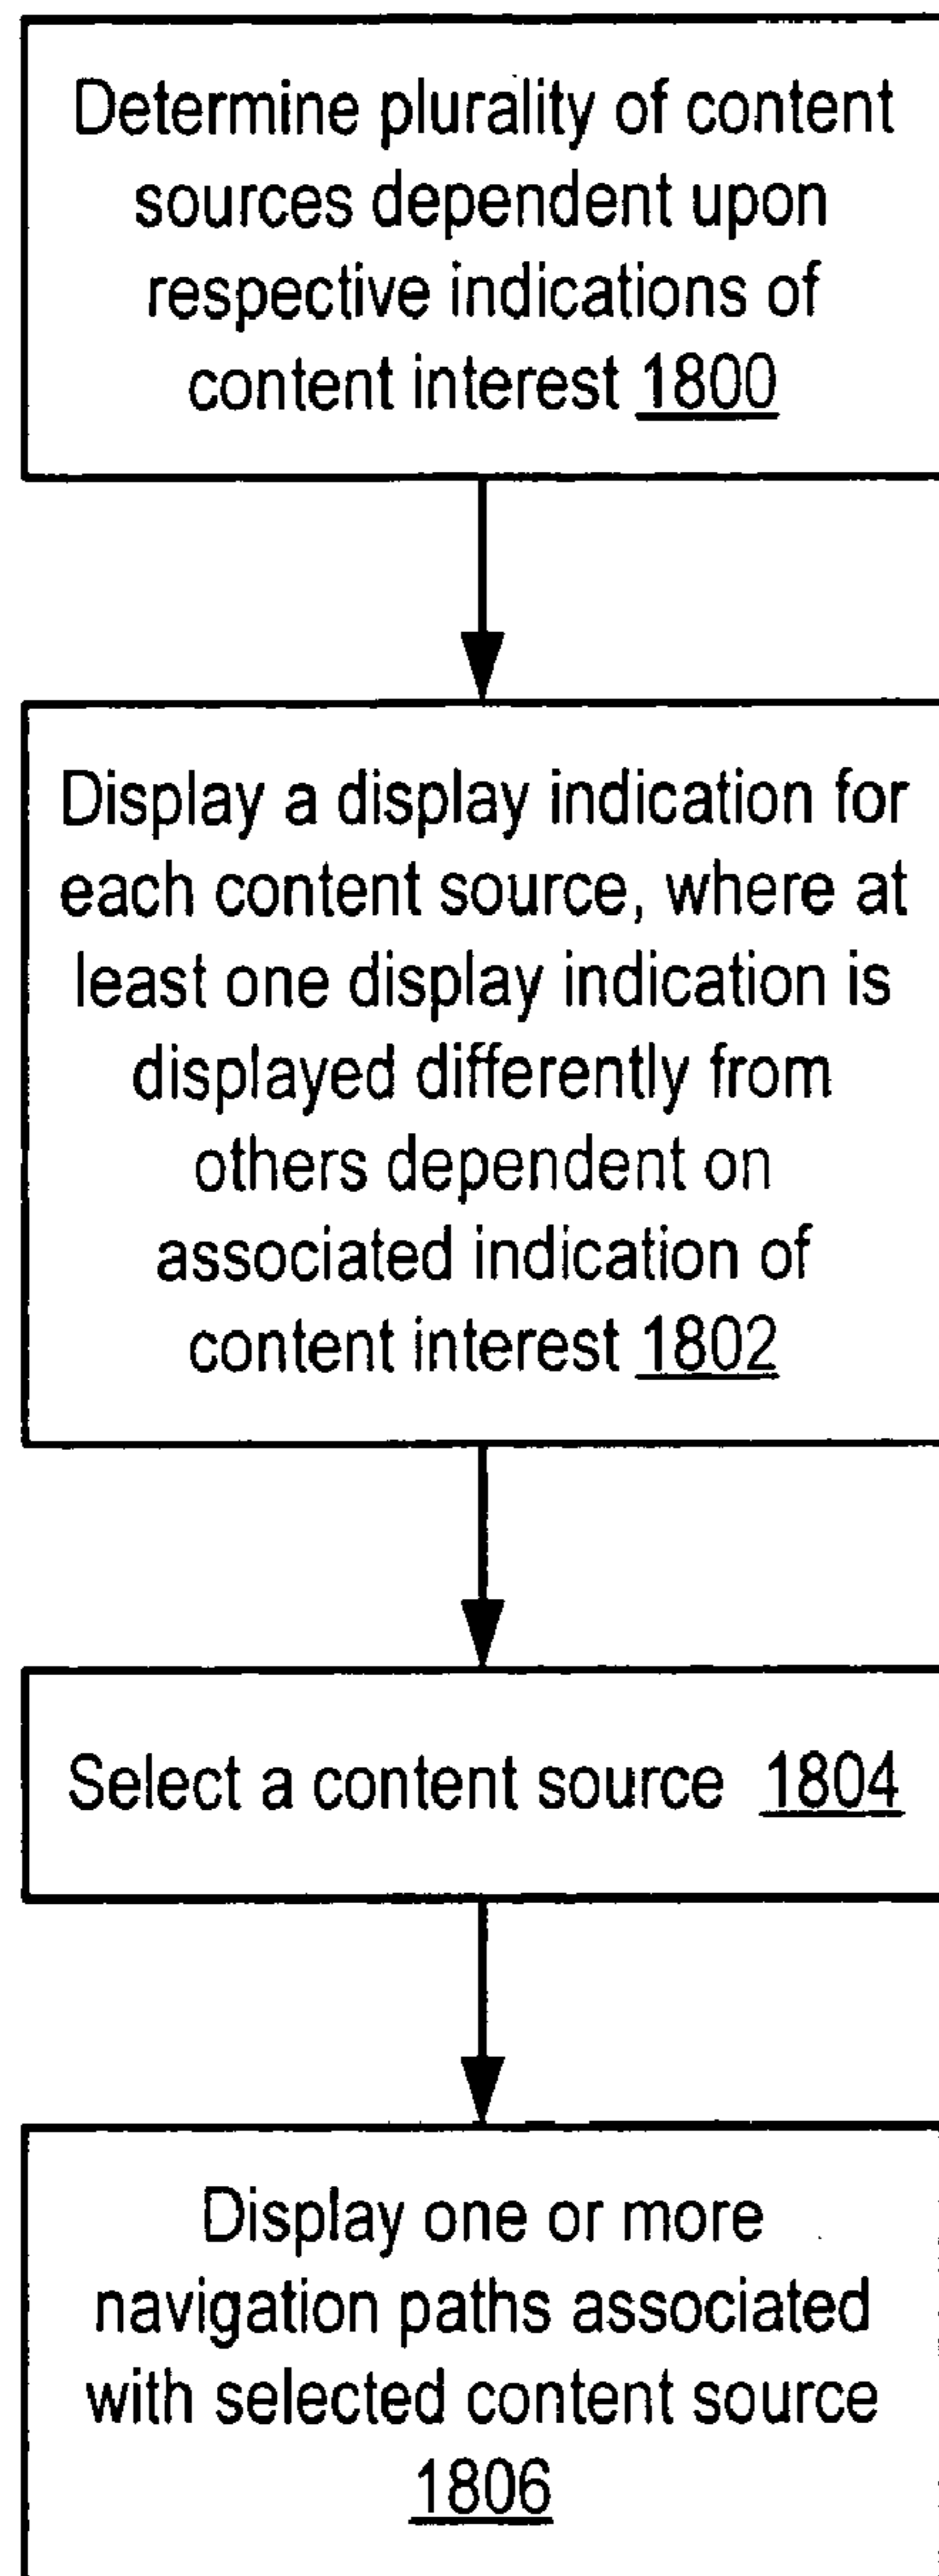 Determine plurality of content
sources dependent upon
respective indications of
content interest 1800
Display a display indication for
each content source, where at
least one display indication is
displayed differently from
others dependent on
associated indication of
content interest 1802
Select a content source 1804
Display one or more
navigation paths associated
with selected content source
1806